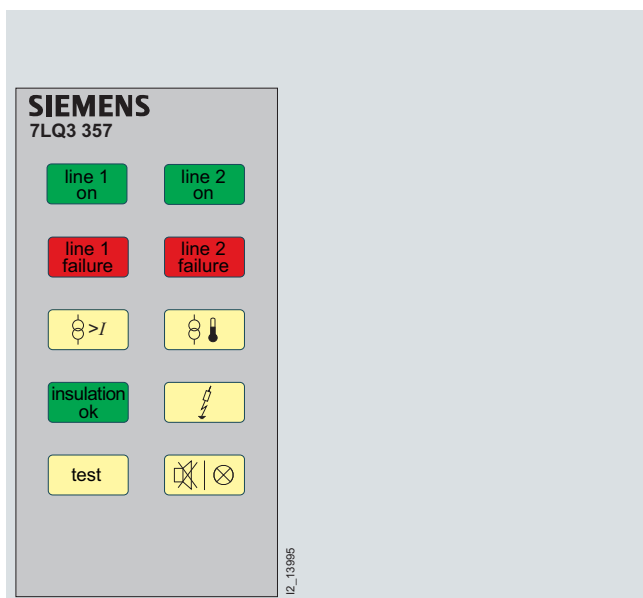 SIEMENS
7LQ3 357
line 1
on
line 2
on
line 1
failure
line 2
failure
>I
insulation
ok
test
I2_13995